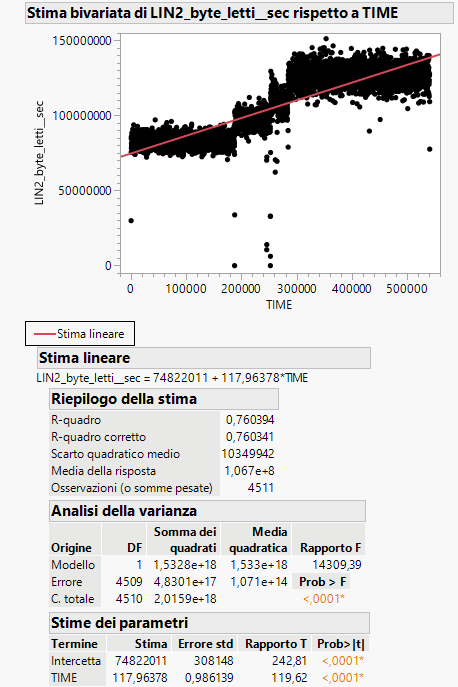 Stima bivariata di LIN2_byte_letti__sec rispetto a TIME
150000000
100000000
50000000
0
LIN2_byte_letti__sec
0 100000 200000 300000 400000 500000
TIME
Stima lineare
Stima lineare
LIN2_byte_letti__sec = 74822011 + 117,96378*TIME
Riepilogo della stima
R-quadro 0,760394
R-quadro corretto 0,760341
Scarto quadratico medio 10349942
Media della risposta 1,067e+8
Osservazioni (o somme pesate) 4511
Analisi della varianza
Origine DF Somma dei quadrati Media quadratica Rapporto F
Modello 1 1,5328e+18 1,533e+18 14309,39
Errore 4509 4,8301e+17 1,071e+14 Prob > F
C. totale 4510 2,0159e+18 <,0001*
Stime dei parametri
Termine Stima Errore std Rapporto T Prob>|t|
Intercetta 74822011 308148 242,81 <,0001*
TIME 117,96378 0,986139 119,62 <,0001*